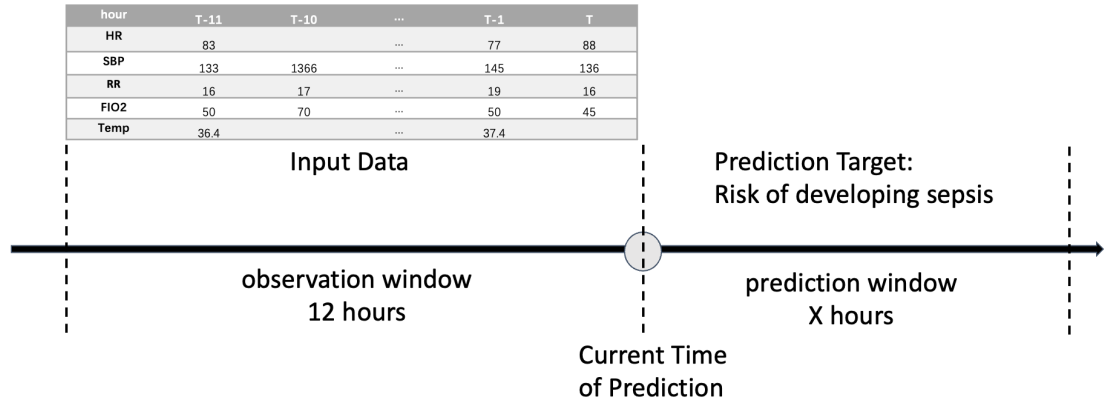 hour T-11 T-10 ... T-1 T
HR 83 ... 77 88
SBP 133 1366 ... 145 136
RR 16 17 ... 19 16
FIO2 50 70 ... 50 45
Temp 36.4 ... 37.4
Input Data
Prediction Target:
Risk of developing sepsis
observation window
12 hours
prediction window
X hours
Current Time
of Prediction